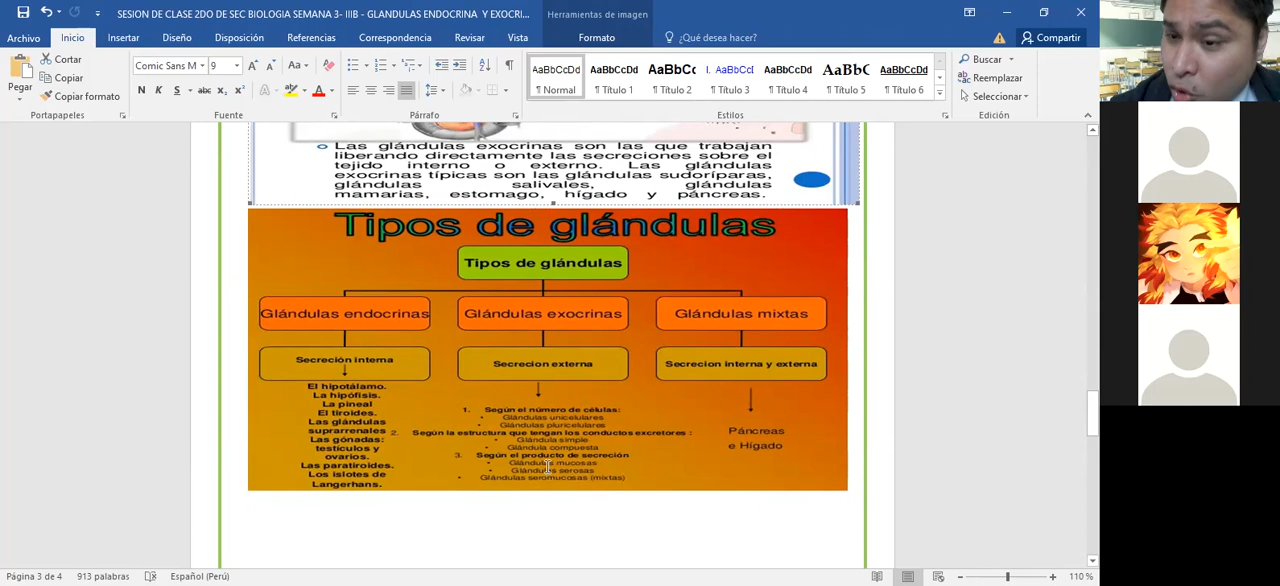 SESION DE CLASE 2DO DE SEC BIOLOGIA SEMANA 3- IIIB - GLANDULAS ENDOCRINA Y EXOCRI...
Herramientas de imagen
Archivo Inicio Insertar Diseño Disposición Referencias Correspondencia Revisar Vista Formato ¿Qué desea hacer? Compartir
Pegar
Cortar
Copiar
Copiar formato
Portapapeles
Comic Sans M 9
N K S abc
Fuente
Párrafo
AaBbCcDd AaBbCcDd AaBbCc I. AaBbCcI AaBbCcDd AaBbC AaBbCcDd
¶ Normal ¶ Título 1 ¶ Título 2 ¶ Título 3 ¶ Título 4 ¶ Título 5 ¶ Título 6
Estilos
Buscar
Reemplazar
Seleccionar
Edición
Las glándulas exocrinas son las que trabajan
liberando directamente las secreciones sobre el
tejido interno o externo. Las glándulas
exocrinas típicas son las glándulas sudoríparas,
glándulas salivales, glándulas
mamarias, estomago, hígado y páncreas.
Tipos de glándulas
Tipos de glándulas
Glándulas endocrinas
Glándulas exocrinas
Glándulas mixtas
Secreción interna
Secrecion externa
Secrecion interna y externa
El hipotálamo.
La hipófisis.
La pineal
El tiroides.
Las glándulas
suprarrenales
Las gónadas:
testículos y
ovarios.
Las paratiroides.
Los islotes de
Langerhans.
1. Según el número de células:
• Glándulas unicelulares
• Glándulas pluricelulares
2. Según la estructura que tengan los conductos excretores :
• Glándula simple
• Glándula compuesta
3. Según el producto de secreción
• Glándulas mucosas
• Glándulas serosas
• Glándulas seromucosas (mixtas)
Páncreas
e Hígado
Página 3 de 4 913 palabras Español (Perú) 110 %